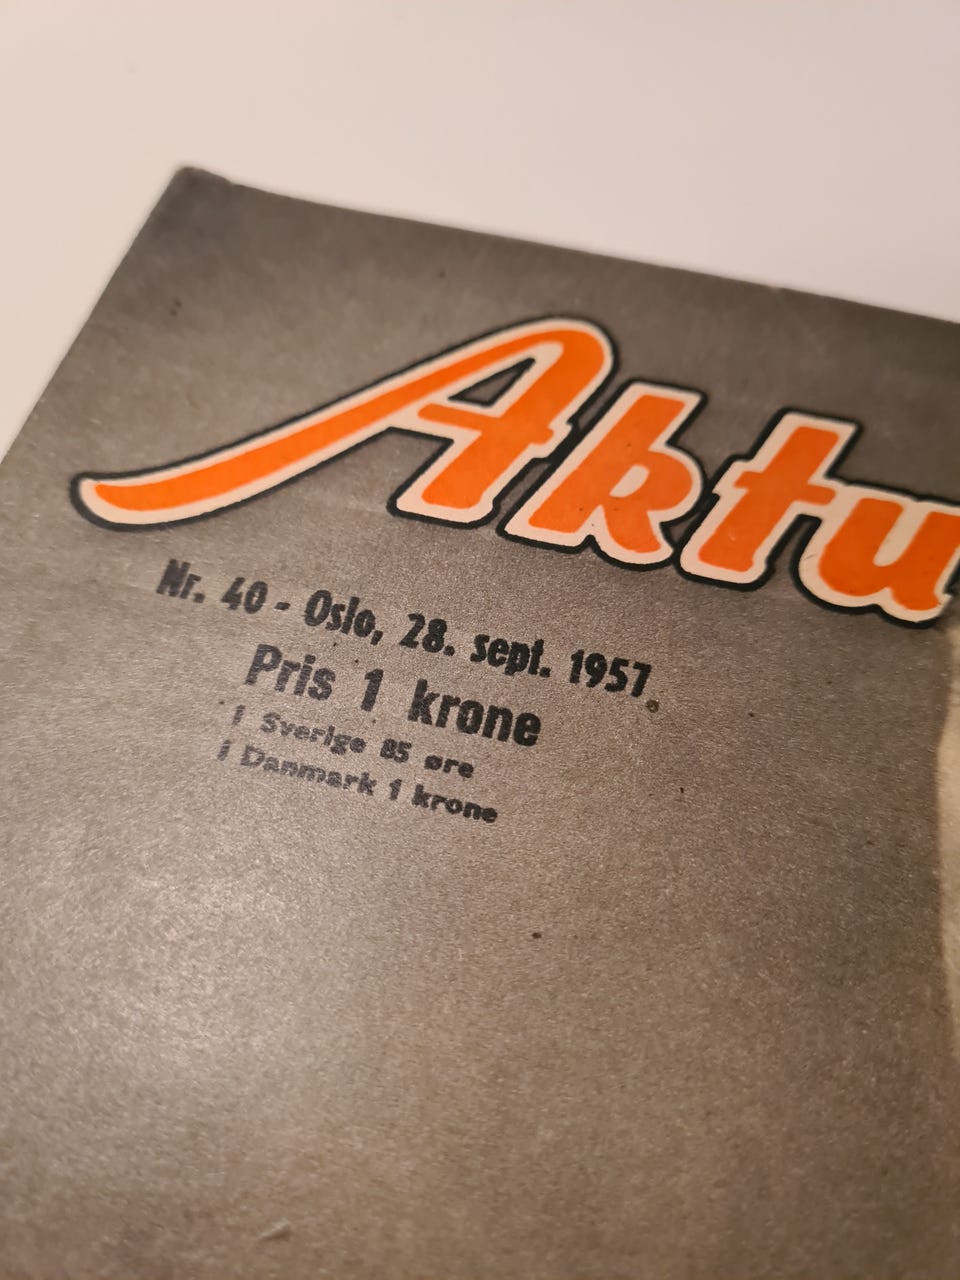 Aktu
Nr. 40 - Oslo, 28. sept. 1957
Pris 1 krone
I Sverige 85 øre
I Danmark 1 krone